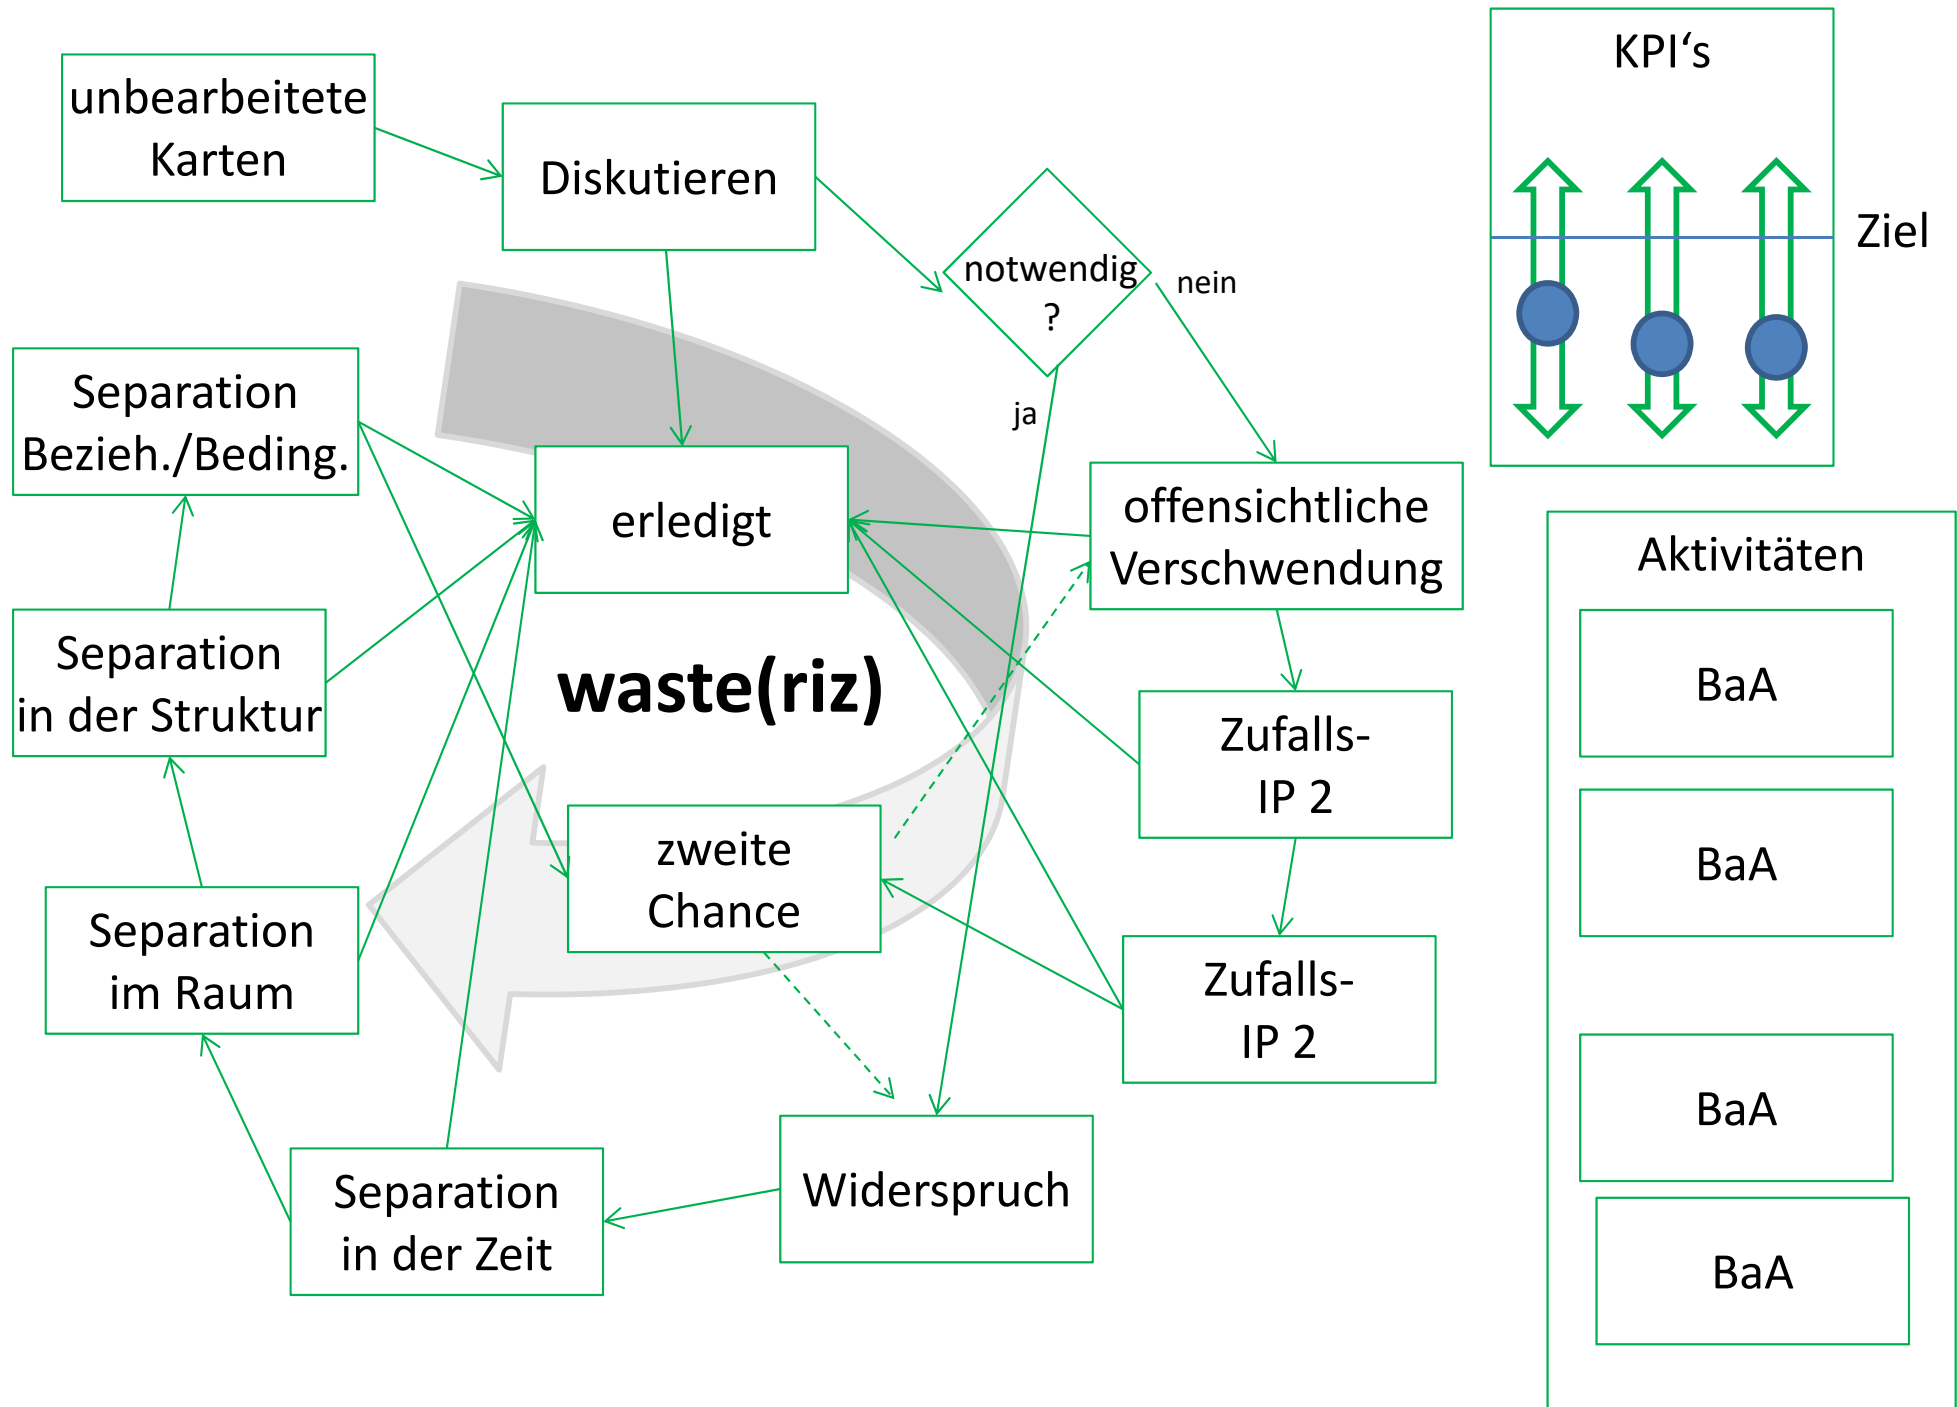 unbearbeitete
Karten
Diskutieren
notwendig
?
nein
ja
KPI‘s
Ziel
Separation
Bezieh./Beding.
erledigt
offensichtliche
Verschwendung
Aktivitäten
Separation
in der Struktur
waste(riz)
Zufalls-
IP 2
BaA
BaA
zweite
Chance
Separation
im Raum
Zufalls-
IP 2
BaA
Separation
in der Zeit
Widerspruch
BaA